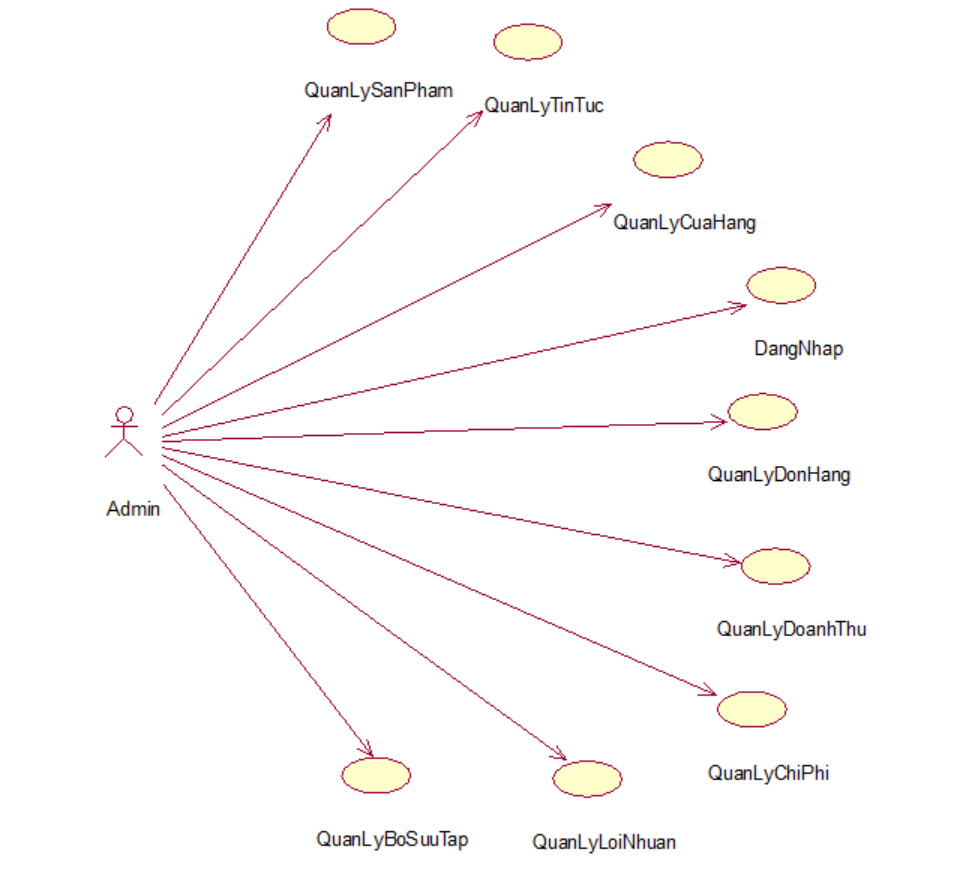 QuanLySanPham
QuanLyTinTuc
QuanLyCuaHang
DangNhap
QuanLyDonHang
Admin
QuanLyDoanhThu
QuanLyChiPhi
QuanLyBoSuuTap
QuanLyLoiNhuan